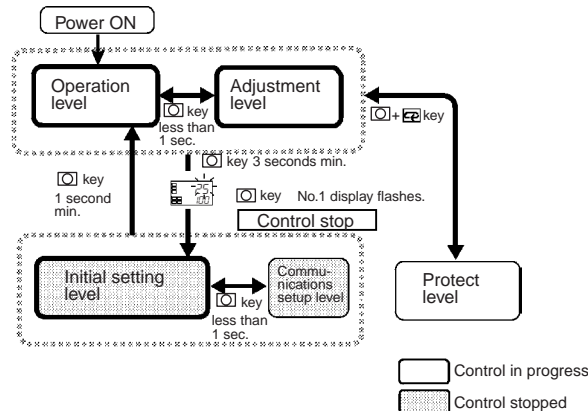 Power ON
Operation
level
Adjustment
level
key
less than
1 sec.
+ key
key 3 seconds min.
key
1 second
min.
25
100
key No.1 display flashes.
Control stop
Initial setting
level
key
less than
1 sec.
Commu-
nications
setup level
Protect
level
Control in progress
Control stopped